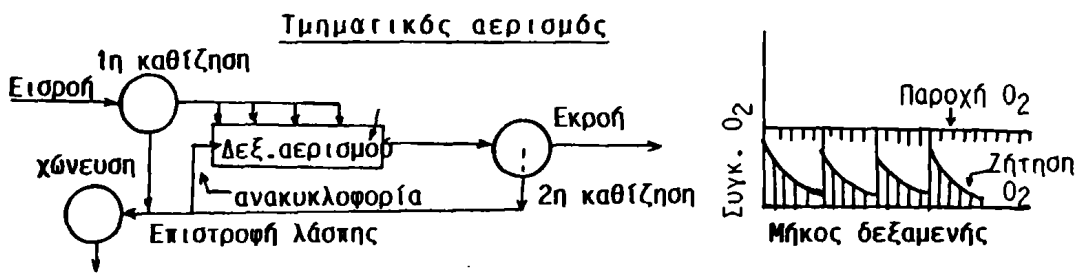 Τμηματικός αερισμός
1η καθίζηση
Εισροή
Δεξ.αερισμού
Εκροή
χώνευση
ανακυκλοφορία
2η καθίζηση
Επιστροφή λάσπης
Συγκ. O2
Παροχή O2
Ζήτηση
O2
Μήκος δεξαμενής